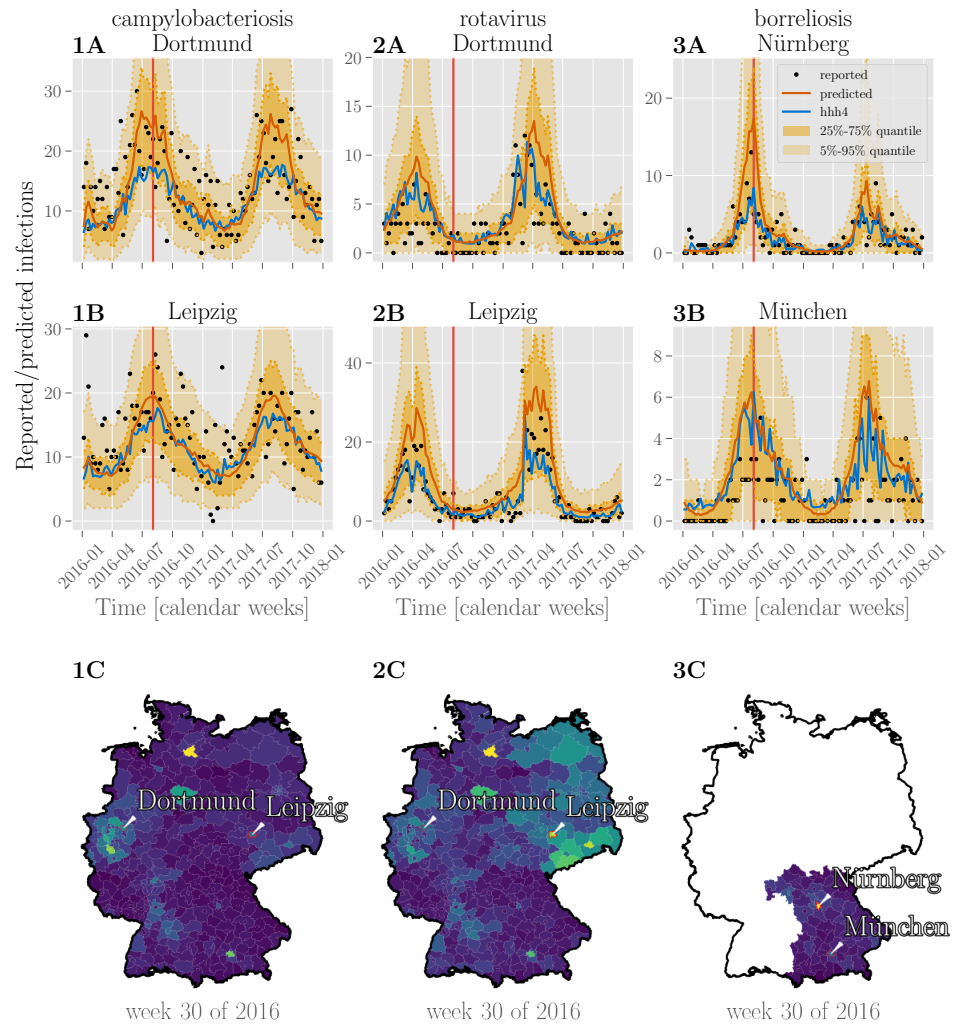 campylobacteriosis
rotavirus
borreliosis
1A
Dortmund
2A
Dortmund
3A
Nürnberg
reported
predicted
hhh4
25%-75% quantile
5%-95% quantile
30
20
10
20
15
10
5
0
20
10
0
Reported/predicted infections
1B
Leipzig
2B
Leipzig
3B
München
30
20
10
0
40
20
0
8
6
4
2
0
2016-01
2016-04
2016-07
2016-10
2017-01
2017-04
2017-07
2017-10
2018-01
2016-01
2016-04
2016-07
2016-10
2017-01
2017-04
2017-07
2017-10
2018-01
2016-01
2016-04
2016-07
2016-10
2017-01
2017-04
2017-07
2017-10
2018-01
Time [calendar weeks]
Time [calendar weeks]
Time [calendar weeks]
1C
2C
3C
Dortmund
Leipzig
Dortmund
Leipzig
Nürnberg
München
week 30 of 2016
week 30 of 2016
week 30 of 2016